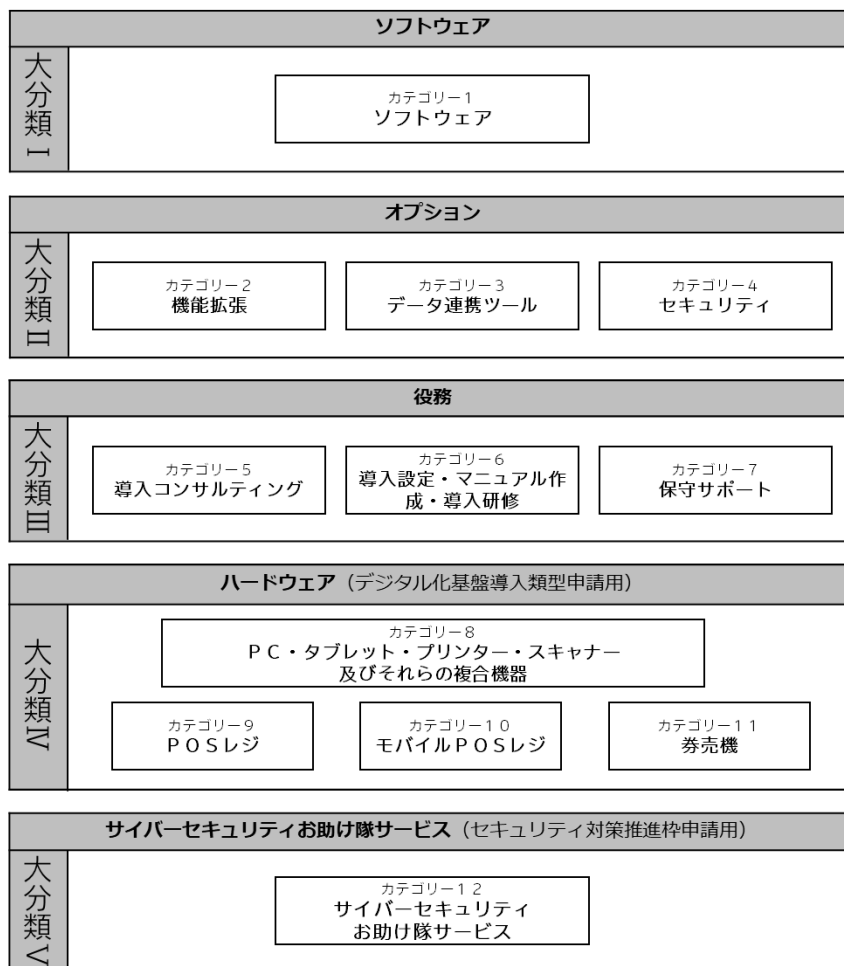 ソフトウェア
大分類Ⅰ
カテゴリー１
ソフトウェア
オプション
大分類Ⅱ
カテゴリー２
機能拡張
カテゴリー３
データ連携ツール
カテゴリー４
セキュリティ
役務
大分類Ⅲ
カテゴリー５
導入コンサルティング
カテゴリー６
導入設定・マニュアル作
成・導入研修
カテゴリー７
保守サポート
ハードウェア（デジタル化基盤導入類型申請用）
大分類Ⅳ
カテゴリー８
ＰＣ・タブレット・プリンター・スキャナー
及びそれらの複合機器
カテゴリー９
ＰＯＳレジ
カテゴリー１０
モバイルＰＯＳレジ
カテゴリー１１
券売機
サイバーセキュリティお助け隊サービス（セキュリティ対策推進枠申請用）
大分類Ⅴ
カテゴリー１２
サイバーセキュリティ
お助け隊サービス